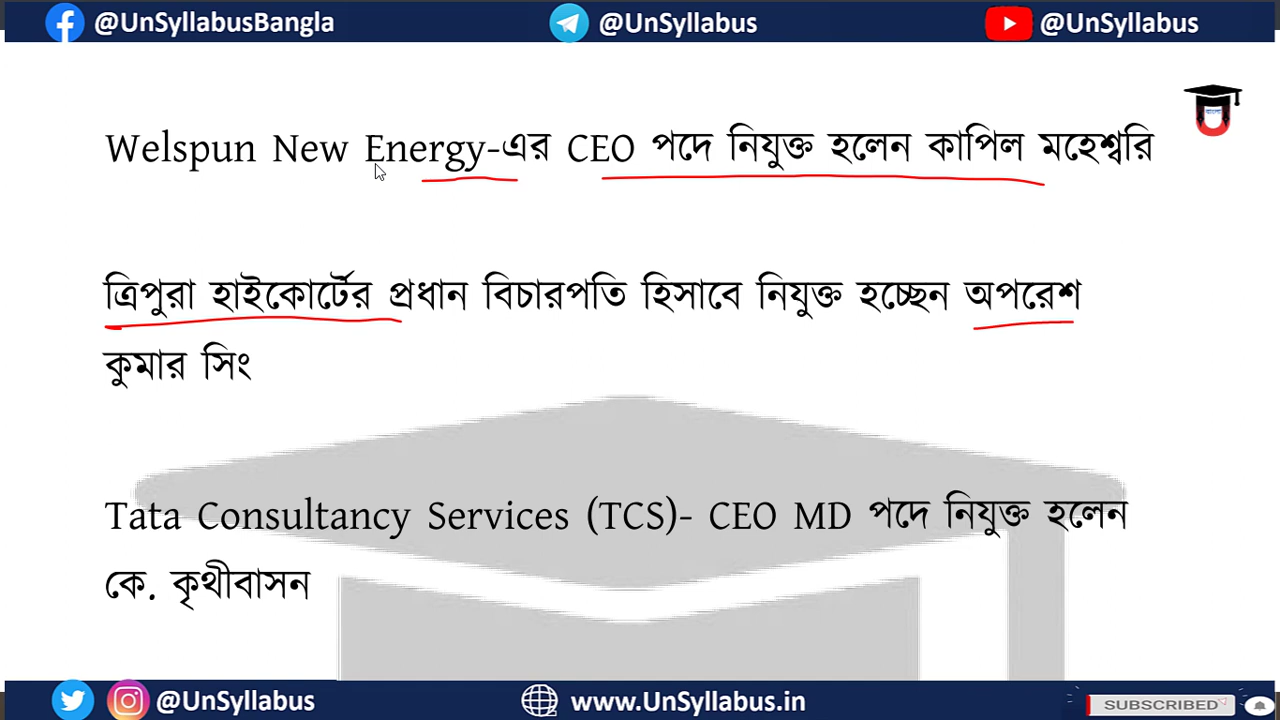 @UnSyllabusBangla @UnSyllabus @UnSyllabus
Welspun New Energy-এর CEO পদে নিযুক্ত হলেন কাপিল মহেশ্বরি
ত্রিপুরা হাইকোর্টের প্রধান বিচারপতি হিসাবে নিযুক্ত হচ্ছেন অপরেশ
কুমার সিং
Tata Consultancy Services (TCS)- CEO MD পদে নিযুক্ত হলেন
কে. কৃথীবাসন
@UnSyllabus www.UnSyllabus.in SUBSCRIBED